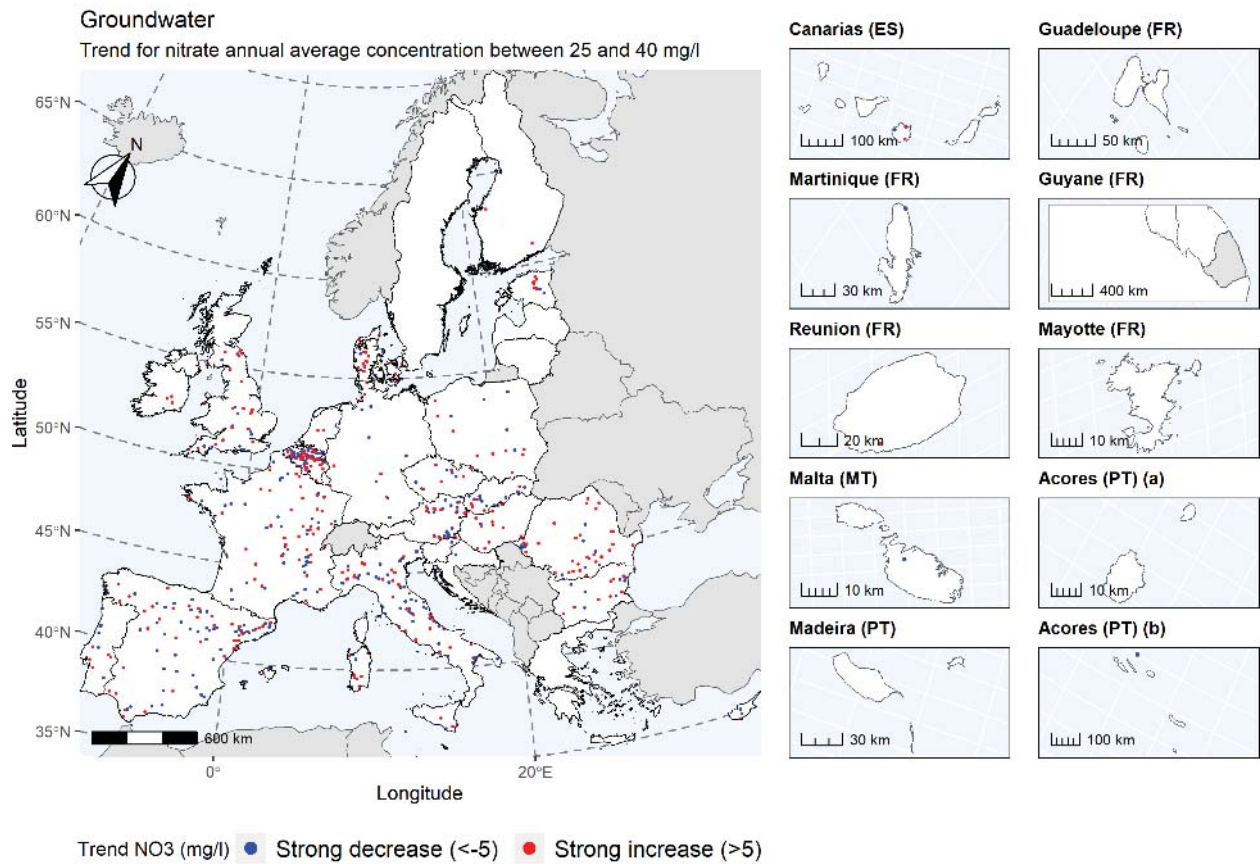 Groundwater
Trend for nitrate annual average concentration between 25 and 40 mg/l
65°N
60°N
55°N
50°N
45°N
40°N
35°N
Latitude
N
600 km
0°
20°E
Longitude
Canarias (ES)
100 km
Guadeloupe (FR)
50 km
Martinique (FR)
30 km
Guyane (FR)
400 km
Reunion (FR)
20 km
Mayotte (FR)
10 km
Malta (MT)
10 km
Acores (PT) (a)
10 km
Madeira (PT)
30 km
Acores (PT) (b)
100 km
Trend NO3 (mg/l) Strong decrease (<-5) Strong increase (>5)